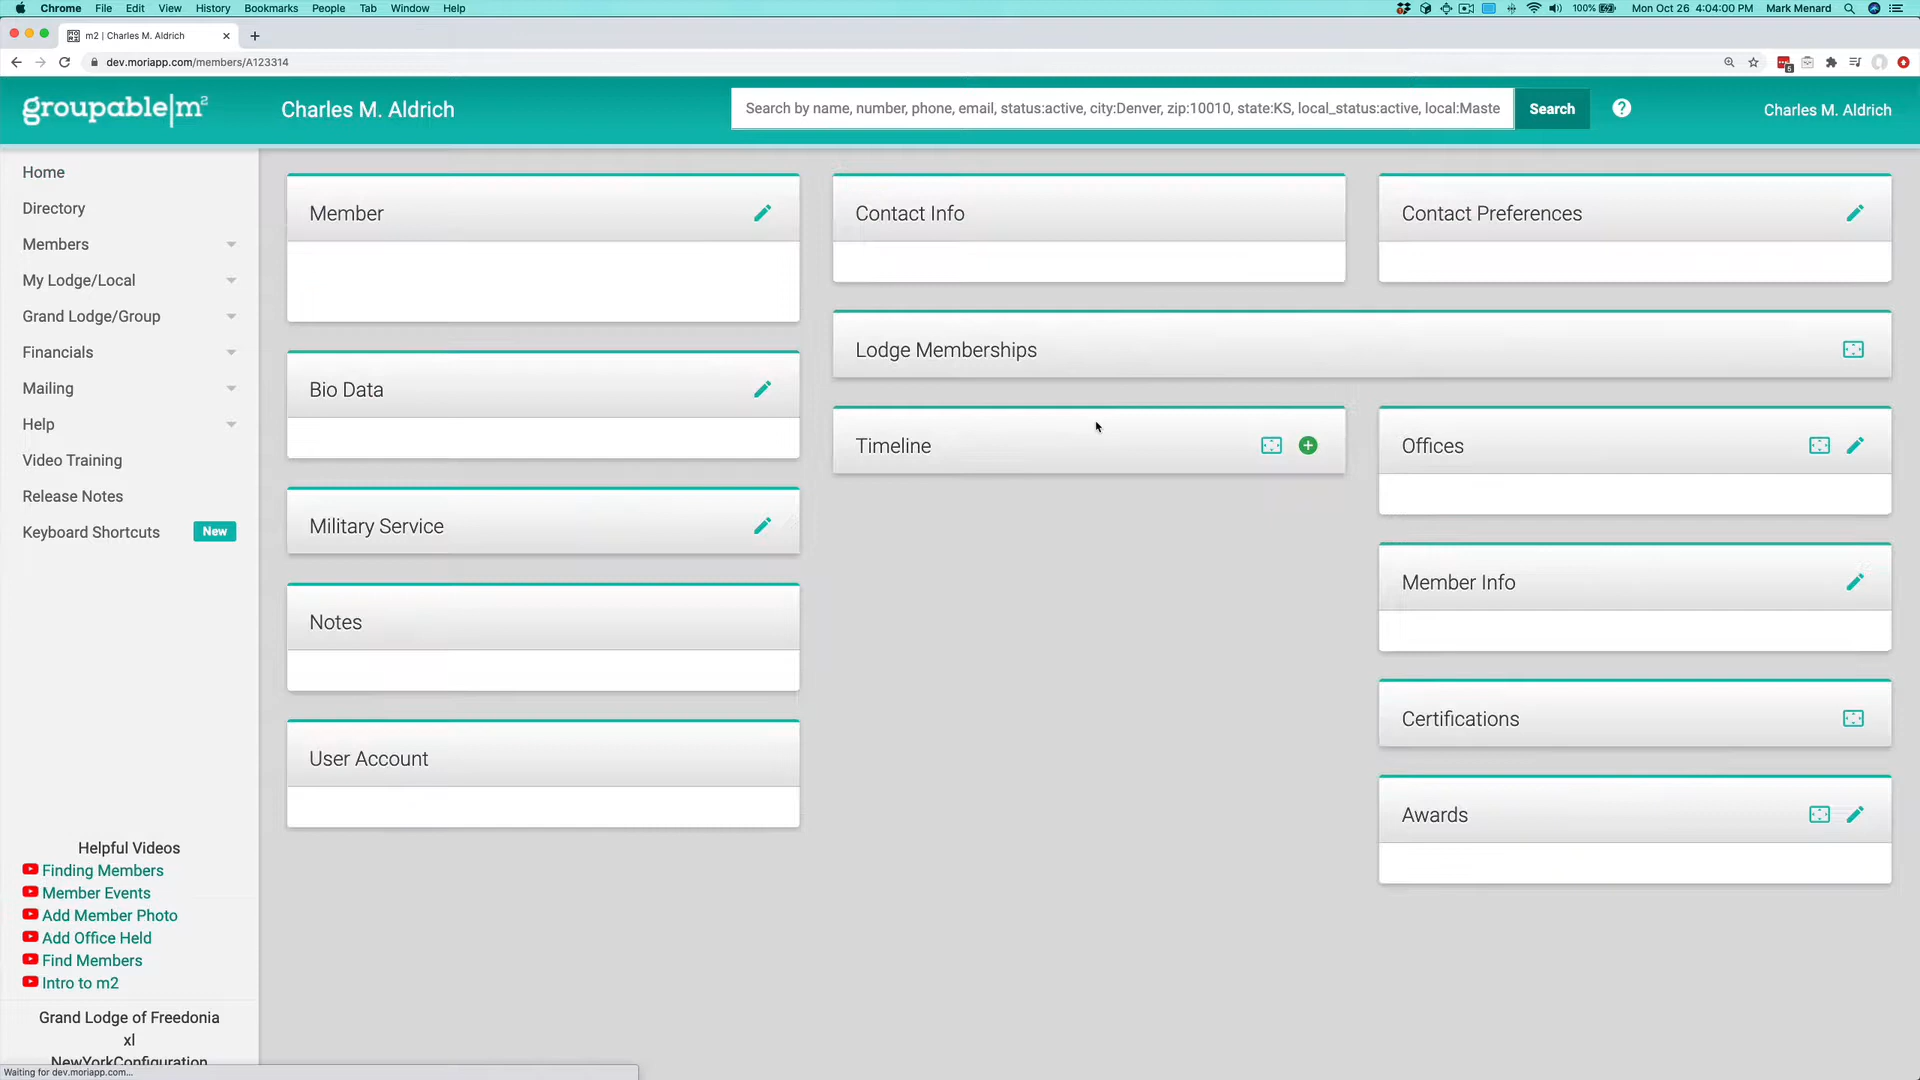 Chrome File Edit View History Bookmarks People Tab Window Help
100% Mon Oct 26 4:04:00 PM Mark Menard
m2 | Charles M. Aldrich
dev.moriapp.com/members/A123314
groupable|m²
Charles M. Aldrich
Search by name, number, phone, email, status:active, city:Denver, zip:10010, state:KS, local_status:active, local:Maste
Search
Charles M. Aldrich
Home
Directory
Members
My Lodge/Local
Grand Lodge/Group
Financials
Mailing
Help
Video Training
Release Notes
Keyboard Shortcuts New
Helpful Videos
Finding Members
Member Events
Add Member Photo
Add Office Held
Find Members
Intro to m2
Grand Lodge of Freedonia
xl
NewYorkConfiguration
Waiting for dev.moriapp.com...
Member
Bio Data
Military Service
Notes
User Account
Contact Info
Contact Preferences
Lodge Memberships
Timeline
Offices
Member Info
Certifications
Awards